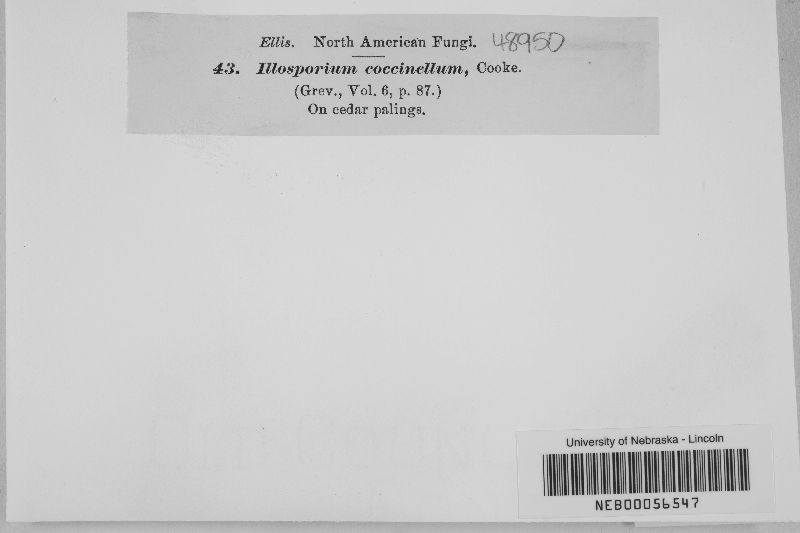 Ellis. North American Fungi. 48950
43. Illosporium coccinellum, Cooke.
(Grev., Vol. 6, p. 87.)
On cedar palings.
University of Nebraska - Lincoln
NEB00056547